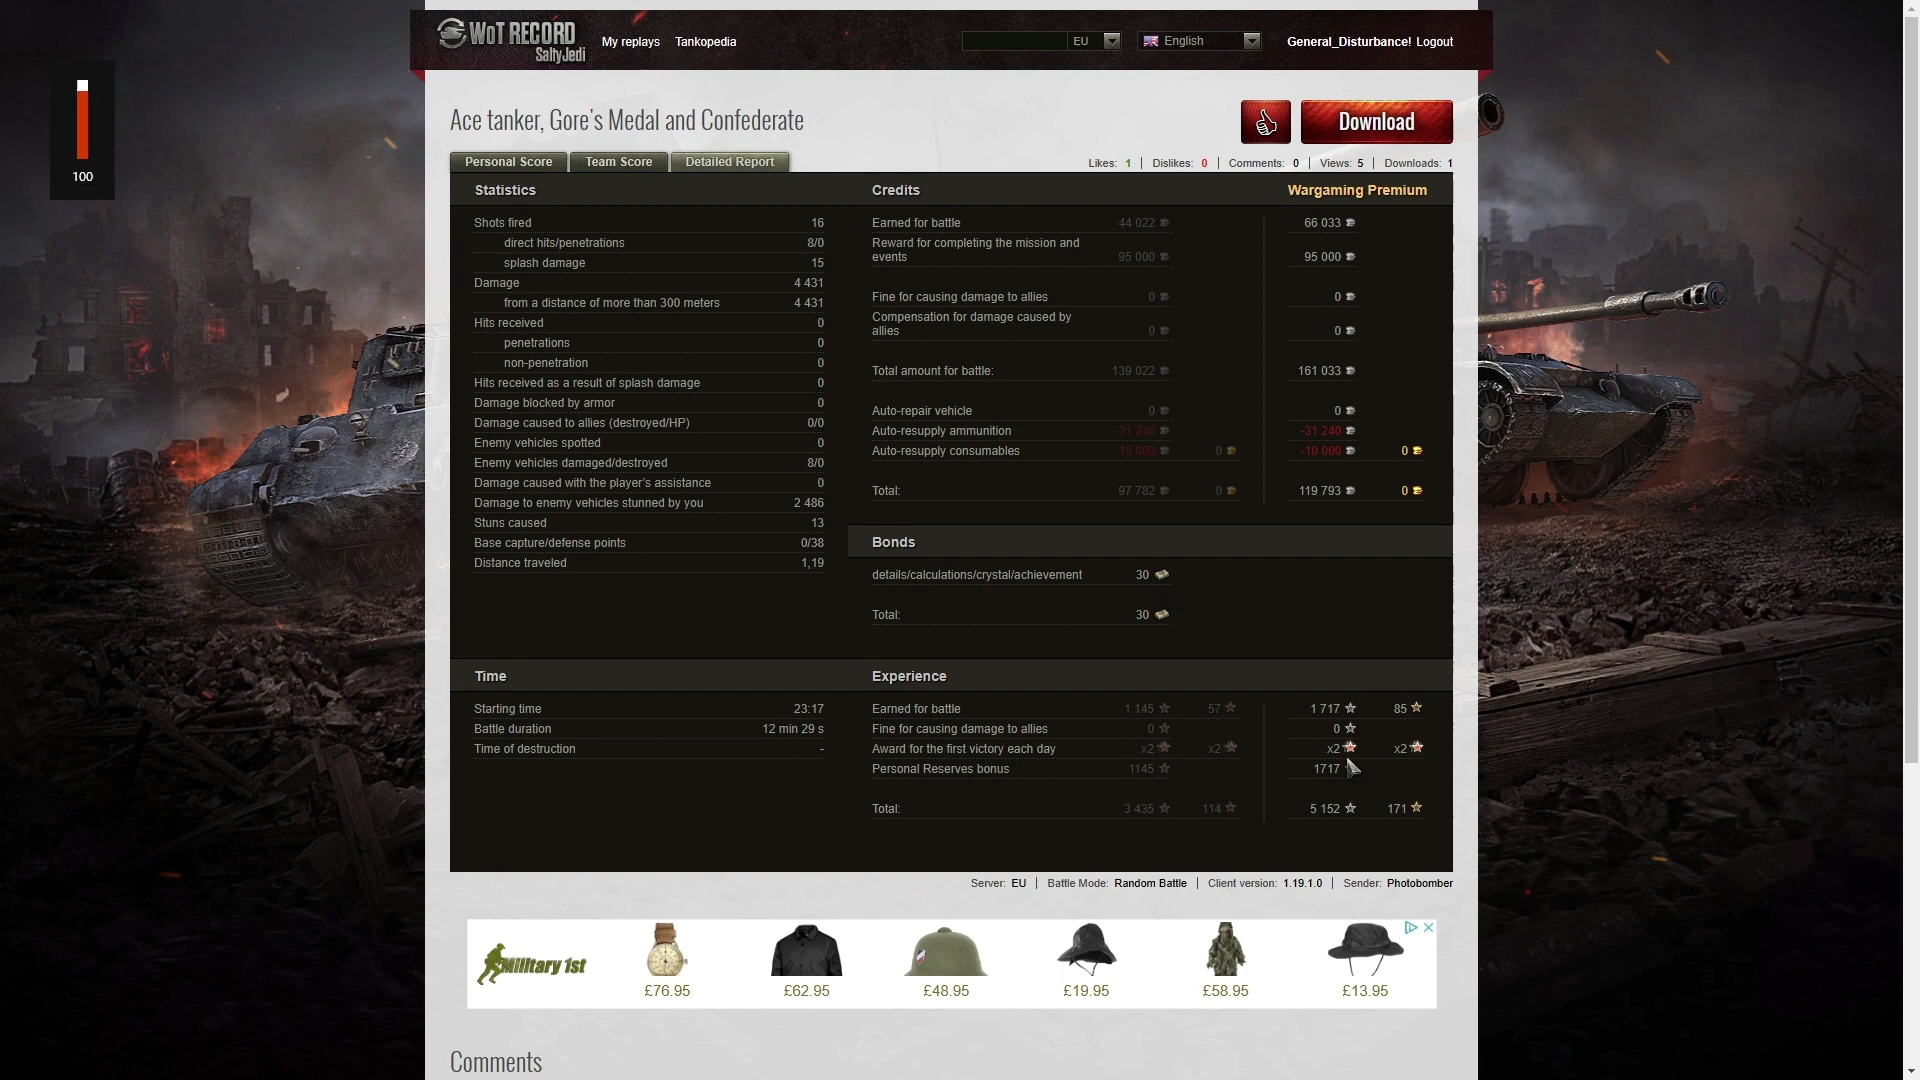 WoT RECORD
SaltyJedi
My replays
Tankopedia
EU
English
General_Disturbance! Logout
100
Ace tanker, Gore's Medal and Confederate
Download
Personal Score
Team Score
Detailed Report
Likes: 1 | Dislikes: 0 | Comments: 0 | Views: 5 | Downloads: 1
Statistics
Shots fired 16
direct hits/penetrations 8/0
splash damage 15
Damage 4 431
from a distance of more than 300 meters 4 431
Hits received 0
penetrations 0
non-penetration 0
Hits received as a result of splash damage 0
Damage blocked by armor 0
Damage caused to allies (destroyed/HP) 0/0
Enemy vehicles spotted 0
Enemy vehicles damaged/destroyed 8/0
Damage caused with the player's assistance 0
Damage to enemy vehicles stunned by you 2 486
Stuns caused 13
Base capture/defense points 0/38
Distance traveled 1,19
Credits Wargaming Premium
Earned for battle 44 022 66 033
Reward for completing the mission and
events 95 000 95 000
Fine for causing damage to allies 0 0
Compensation for damage caused by
allies 0 0
Total amount for battle: 139 022 161 033
Auto-repair vehicle 0 0
Auto-resupply ammunition -31 240 -31 240
Auto-resupply consumables -10 000 0 -10 000 0
Total: 97 782 0 119 793 0
Bonds
details/calculations/crystal/achievement 30
Total: 30
Time
Starting time 23:17
Battle duration 12 min 29 s
Time of destruction -
Experience
Earned for battle 1 145 57 1 717 85
Fine for causing damage to allies 0 0
Award for the first victory each day x2 x2 x2 x2
Personal Reserves bonus 1145 1717
Total: 3 435 114 5 152 171
Server: EU | Battle Mode: Random Battle | Client version: 1.19.1.0 | Sender: Photobomber
Military 1st
£76.95
£62.95
£48.95
£19.95
£58.95
£13.95
Comments